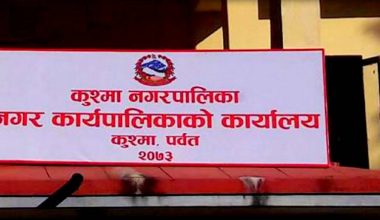 कुश्मा नगरपालिका
नगर कार्यपालिकाको कार्यालय
कुश्मा, पर्वत
२०७३